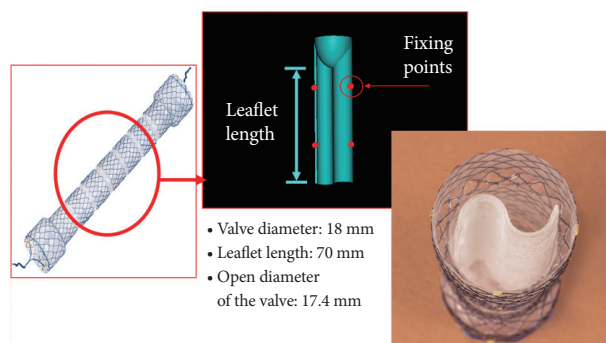 Fixing
points
Leaflet
length
• Valve diameter: 18 mm
• Leaflet length: 70 mm
• Open diameter
of the valve: 17.4 mm